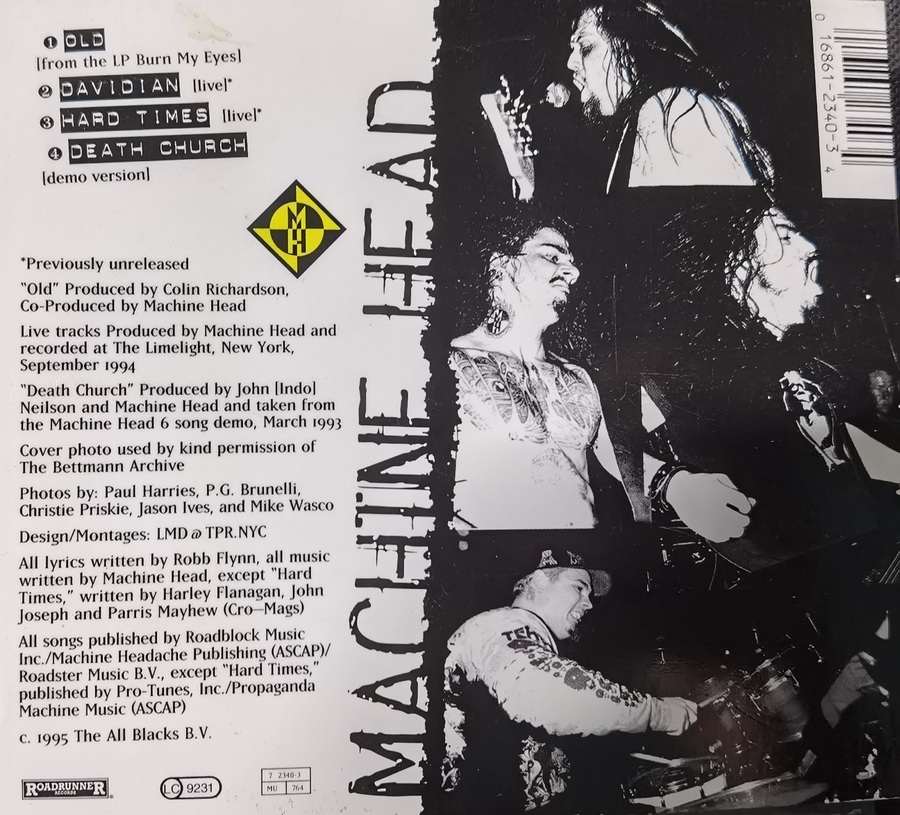 1 OLD
[from the LP Burn My Eyes]
2 DAVIDIAN [live]*
3 HARD TIMES [live]*
4 DEATH CHURCH
[demo version]
MH
*Previously unreleased
"Old" Produced by Colin Richardson,
Co-Produced by Machine Head
Live tracks Produced by Machine Head and
recorded at The Limelight, New York,
September 1994
"Death Church" Produced by John [Indo]
Neilson and Machine Head and taken from
the Machine Head 6 song demo, March 1993
Cover photo used by kind permission of
The Bettmann Archive
Photos by: Paul Harries, P.G. Brunelli,
Christie Priskie, Jason Ives, and Mike Wasco
Design/Montages: LMD @ TPR.NYC
All lyrics written by Robb Flynn, all music
written by Machine Head, except "Hard
Times," written by Harley Flanagan, John
Joseph and Parris Mayhew (Cro—Mags)
All songs published by Roadblock Music
Inc./Machine Headache Publishing (ASCAP)/
Roadster Music B.V., except "Hard Times,"
published by Pro-Tunes, Inc./Propaganda
Machine Music (ASCAP)
c. 1995 The All Blacks B.V.
ROADRUNNER
RECORDS
LC 9231
7 2340-3
MU 764
MACHINE HEAD
0 16861-2340-3 4